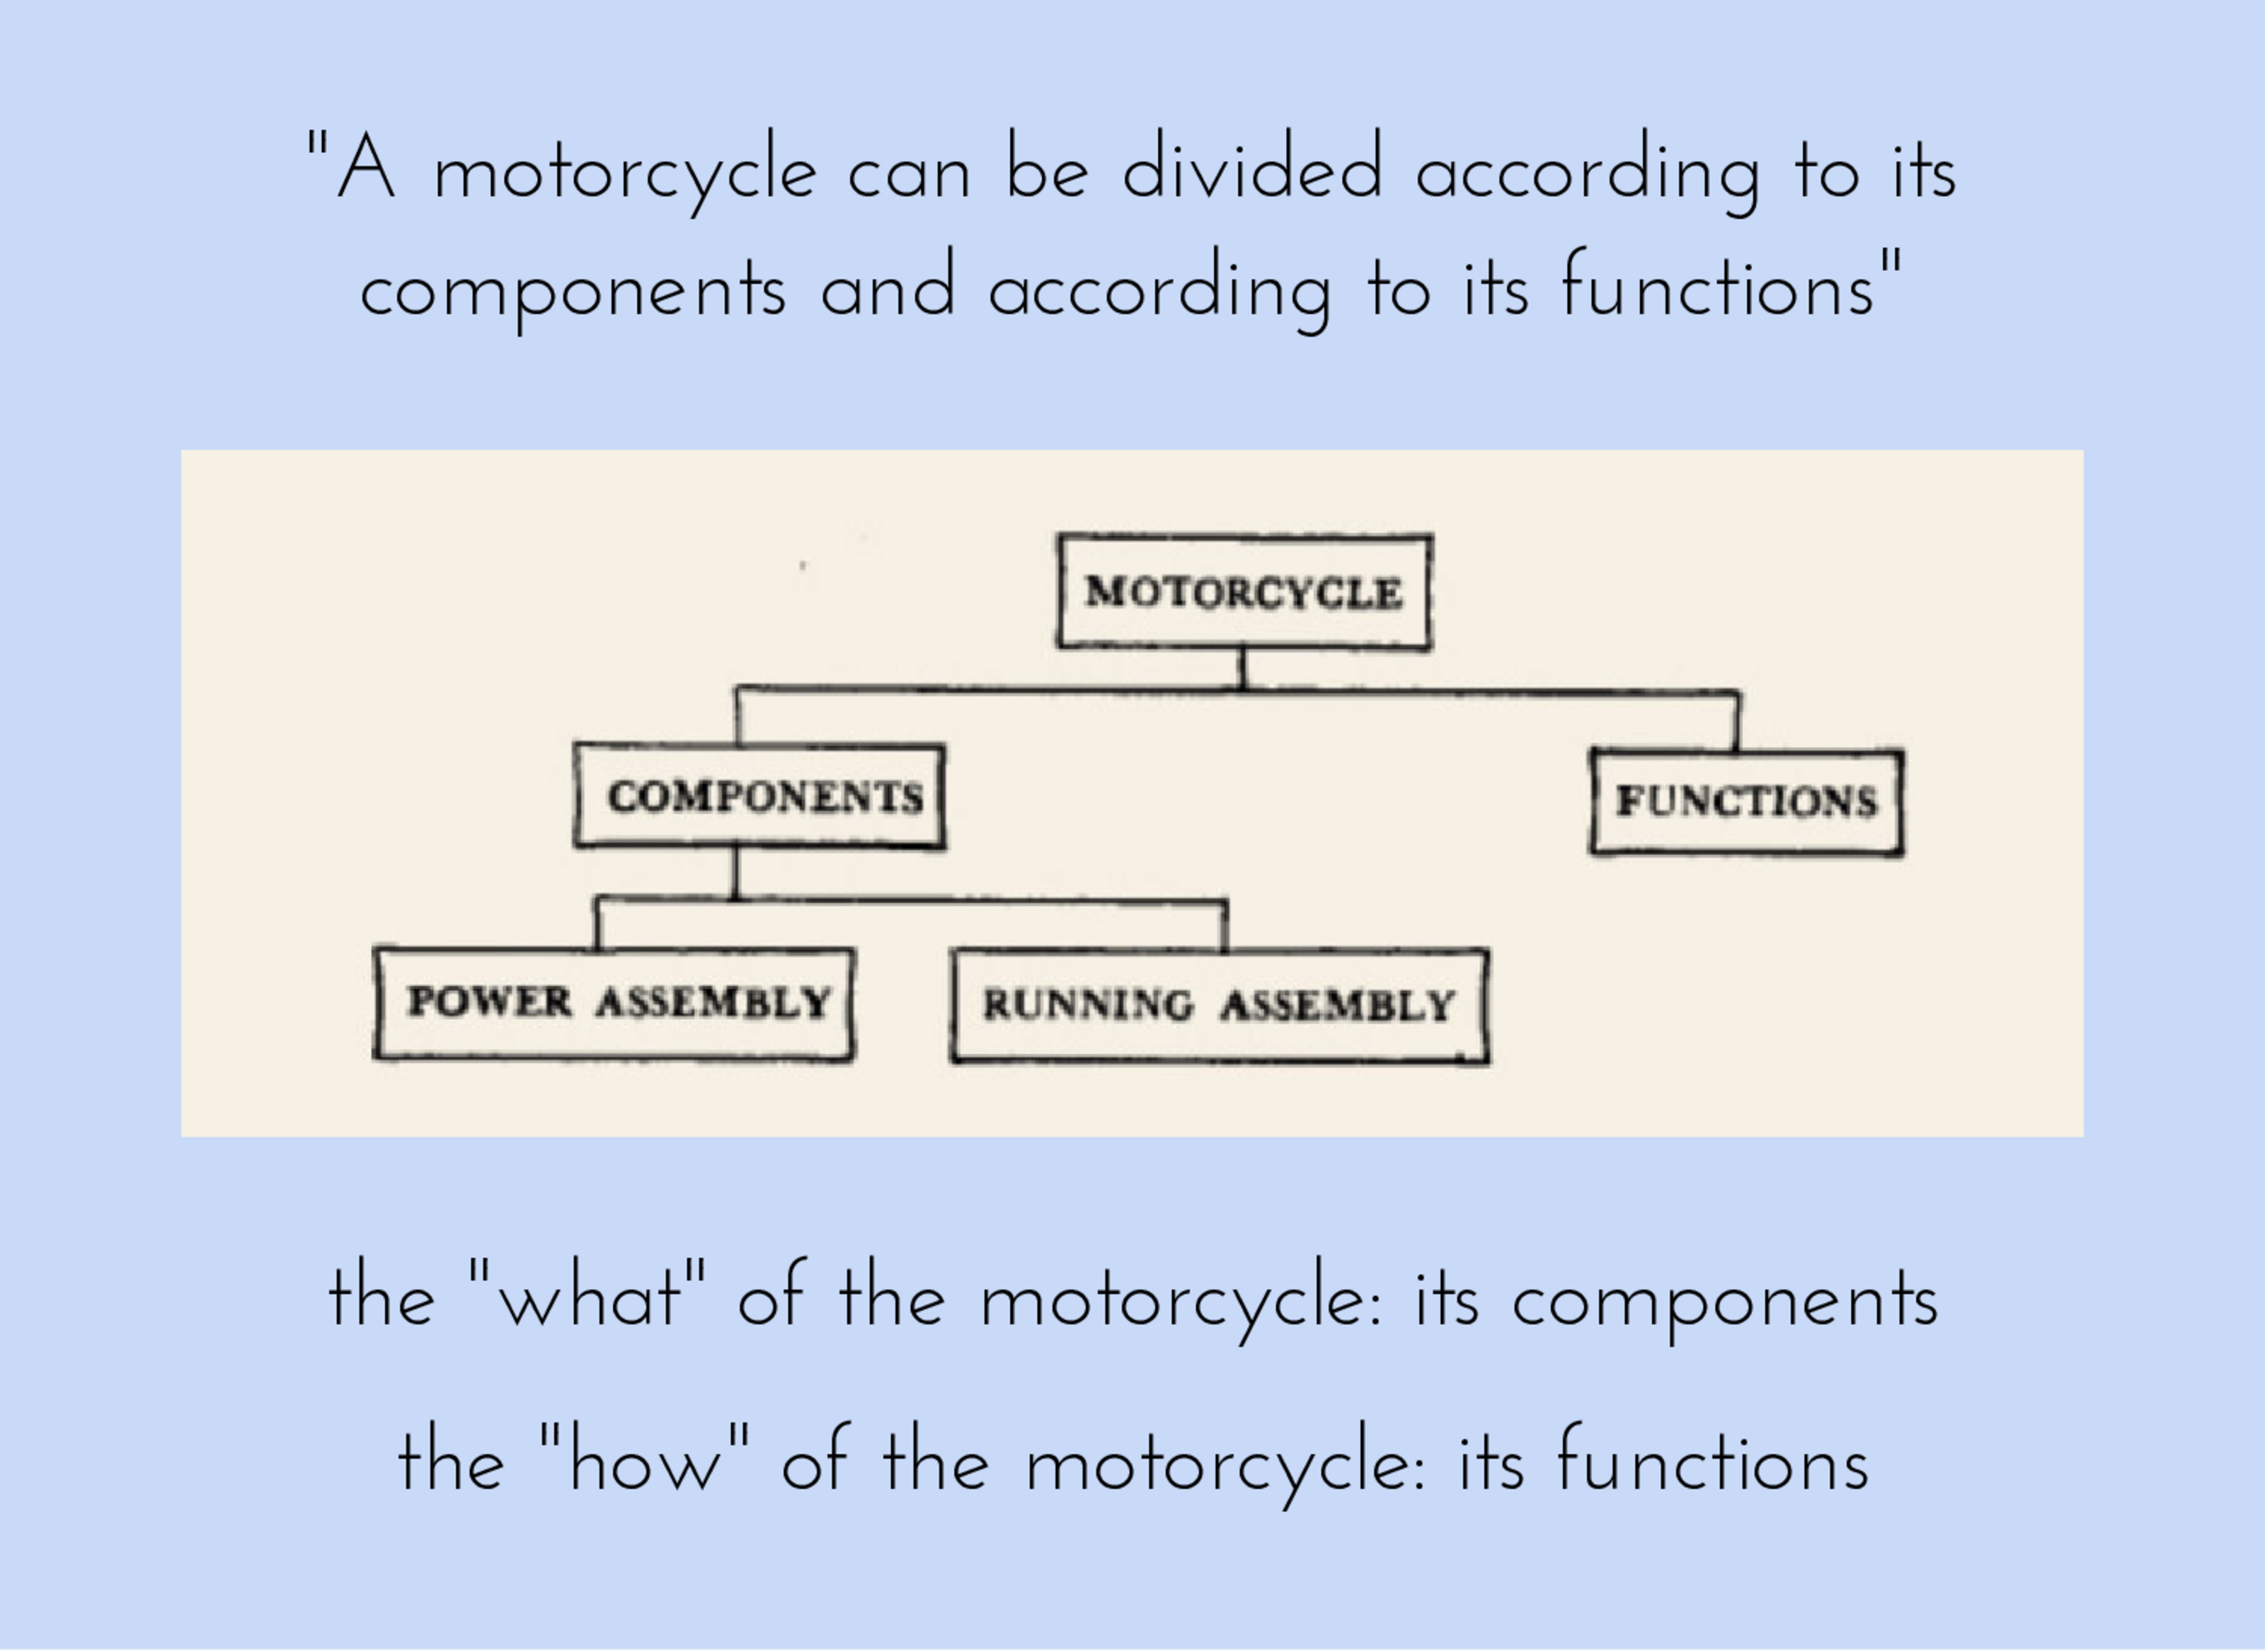 "A motorcycle can be divided according to its
components and according to its functions"
MOTORCYCLE
COMPONENTS
FUNCTIONS
POWER ASSEMBLY
RUNNING ASSEMBLY
the "what" of the motorcycle: its components
the "how" of the motorcycle: its functions